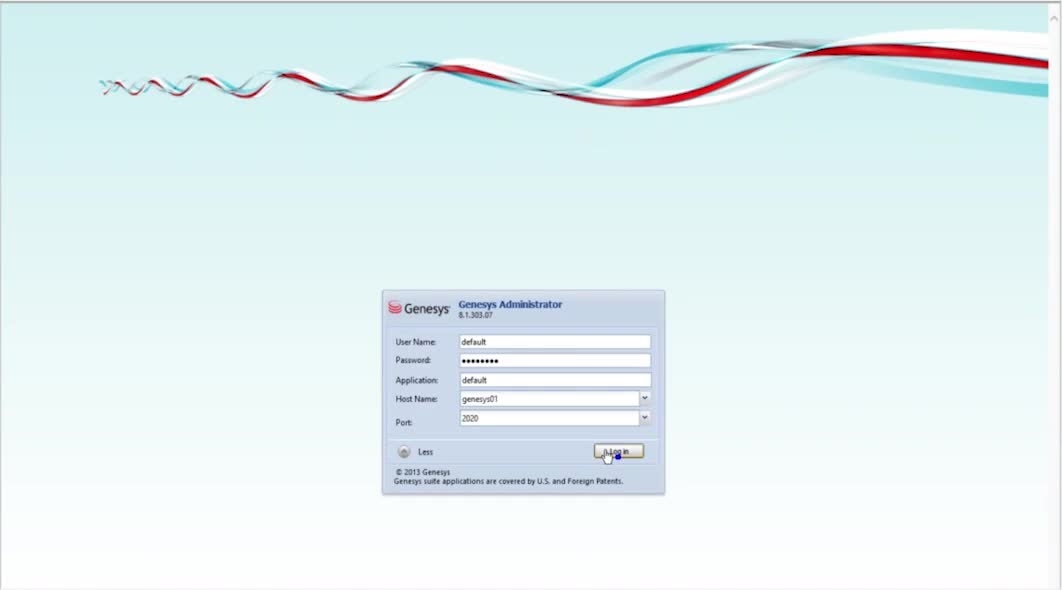 Genesys
Genesys Administrator
8.1.303.07
User Name: default
Password: ••••••••
Application: default
Host Name: genesys01
Port: 2020
Less
Log in
© 2013 Genesys
Genesys suite applications are covered by U.S. and Foreign Patents.